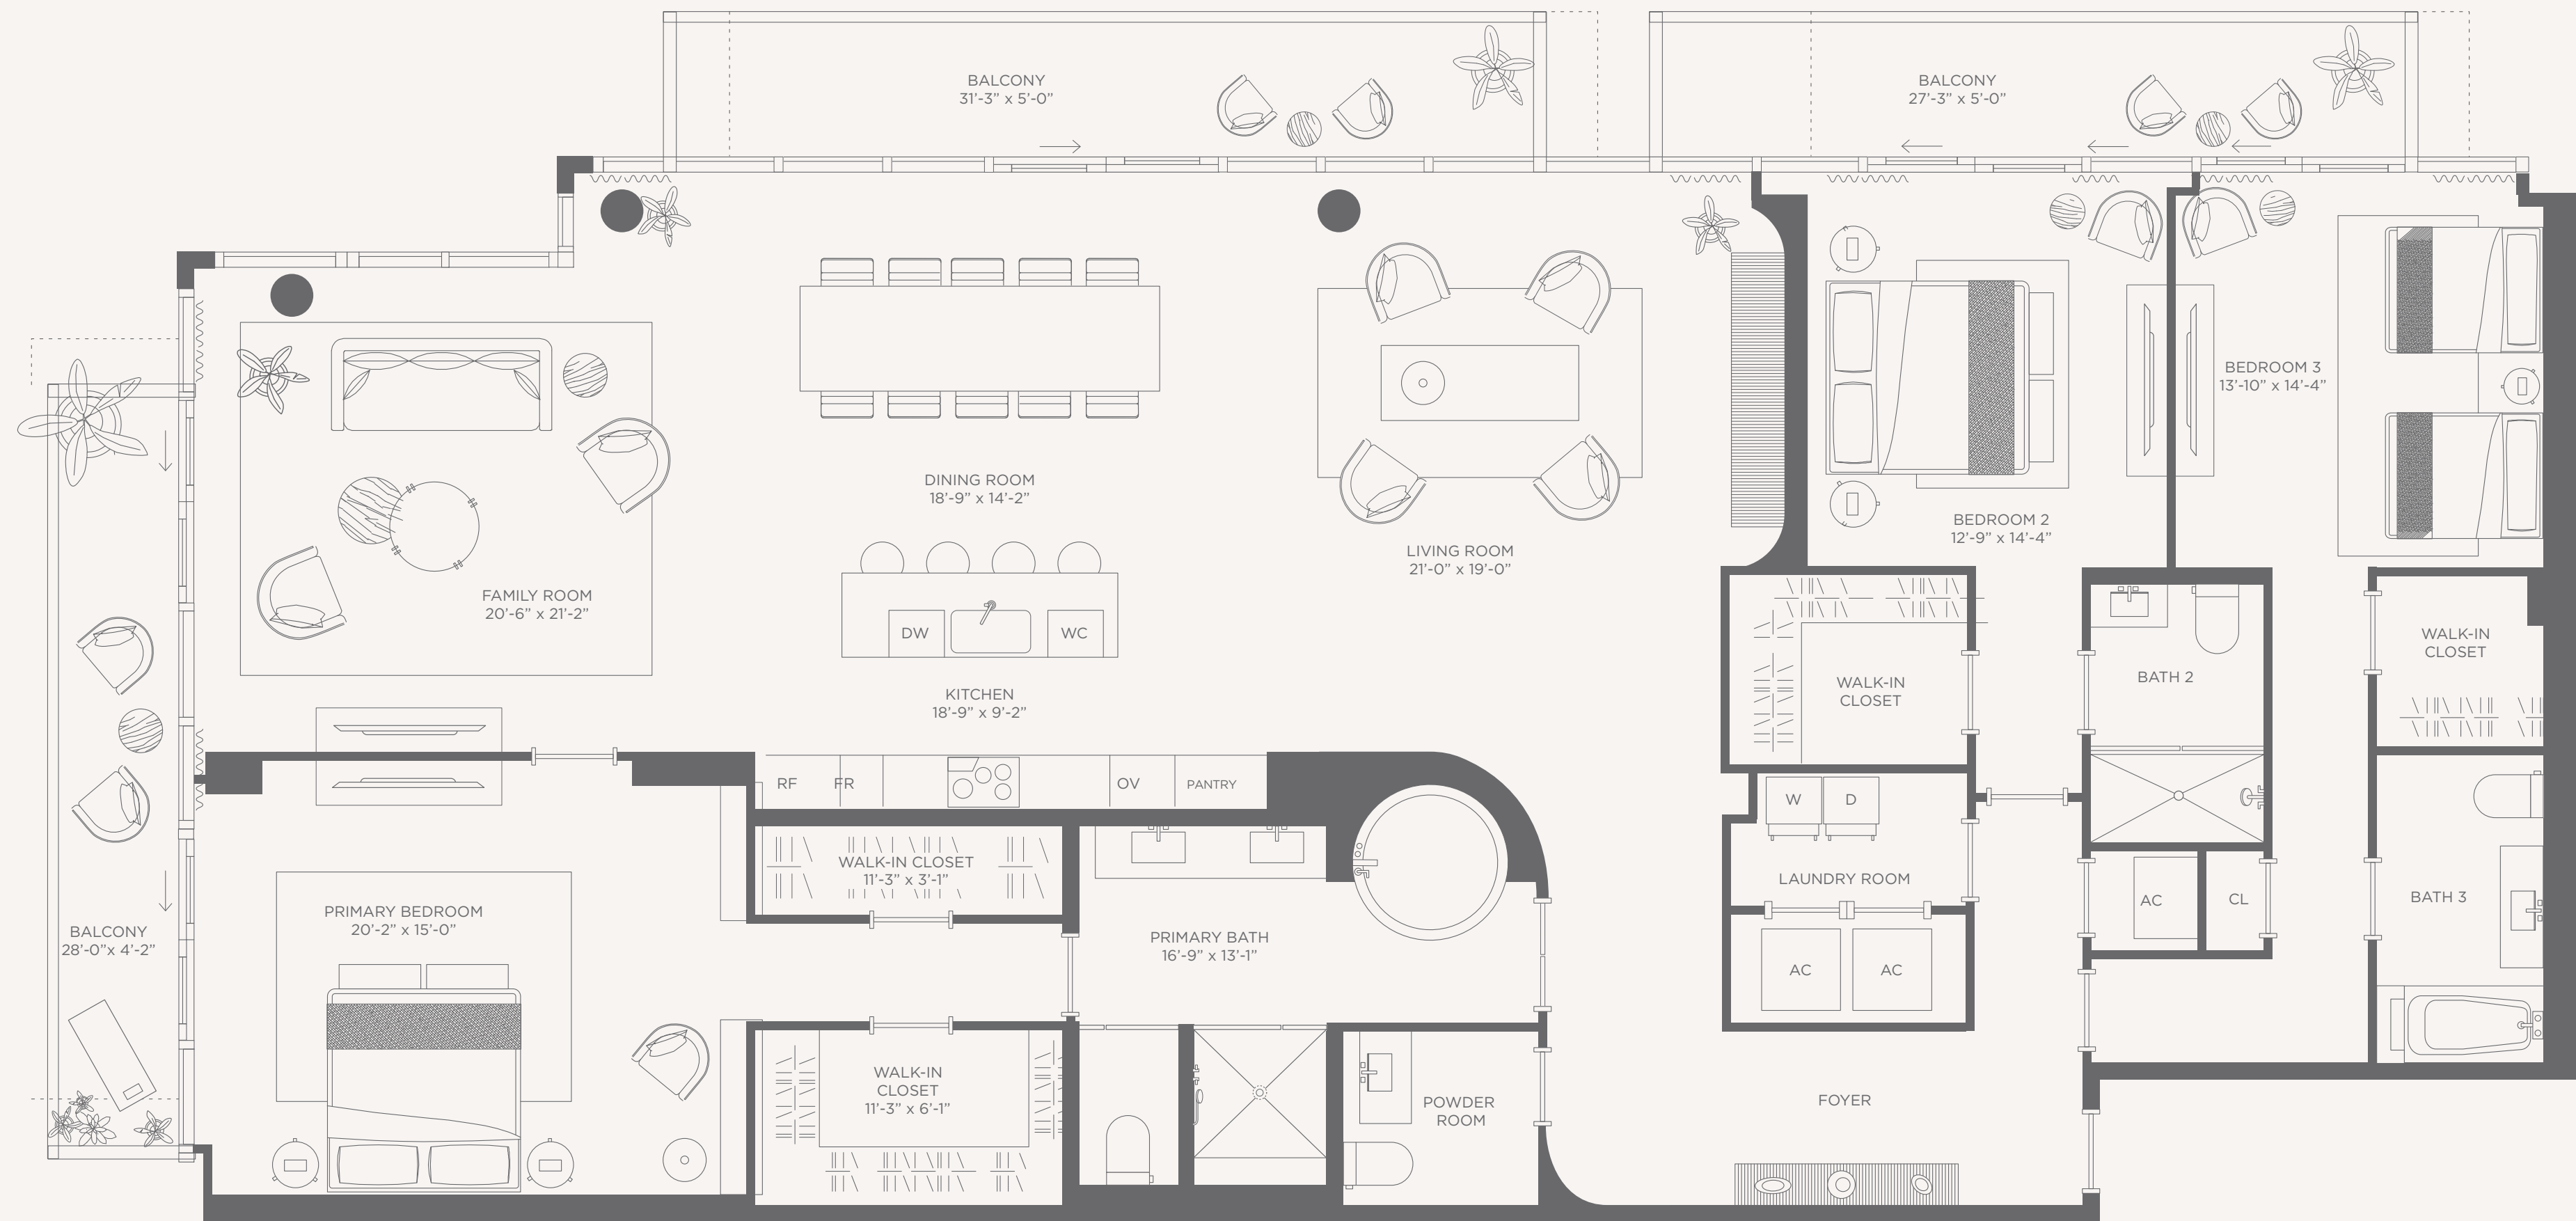 BALCONY
31'-3" x 5'-0"
BALCONY
27'-3" x 5'-0"
BEDROOM 3
13'-10" x 14'-4"
DINING ROOM
18'-9" x 14'-2"
BEDROOM 2
12'-9" x 14'-4"
LIVING ROOM
21'-0" x 19'-0"
FAMILY ROOM
20'-6" x 21'-2"
DW
WC
WALK-IN
CLOSET
BATH 2
WALK-IN
CLOSET
KITCHEN
18'-9" x 9'-2"
RF
FR
OV
PANTRY
W
D
WALK-IN CLOSET
11'-3" x 3'-1"
LAUNDRY ROOM
AC
CL
BATH 3
PRIMARY BEDROOM
20'-2" x 15'-0"
BALCONY
28'-0"x 4'-2"
PRIMARY BATH
16'-9" x 13'-1"
AC
AC
WALK-IN
CLOSET
11'-3" x 6'-1"
POWDER
ROOM
FOYER